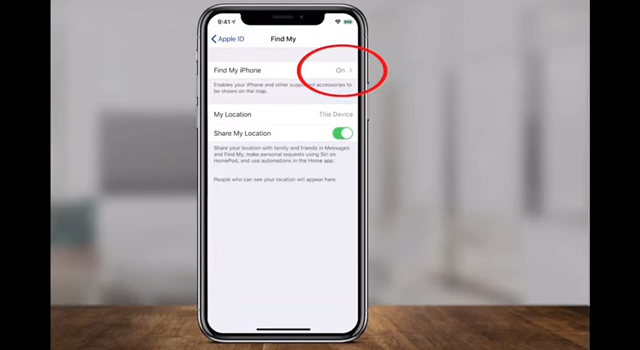 9:41
Apple ID
Find My
Find My iPhone
On
Enables your iPhone and other supported accessories to
be shown on the map.
My Location
This Device
Share My Location
Share your location with family and friends in Messages
and Find My, make personal requests using Siri on
HomePod, and use automations in the Home app.
People who can see your location will appear here.